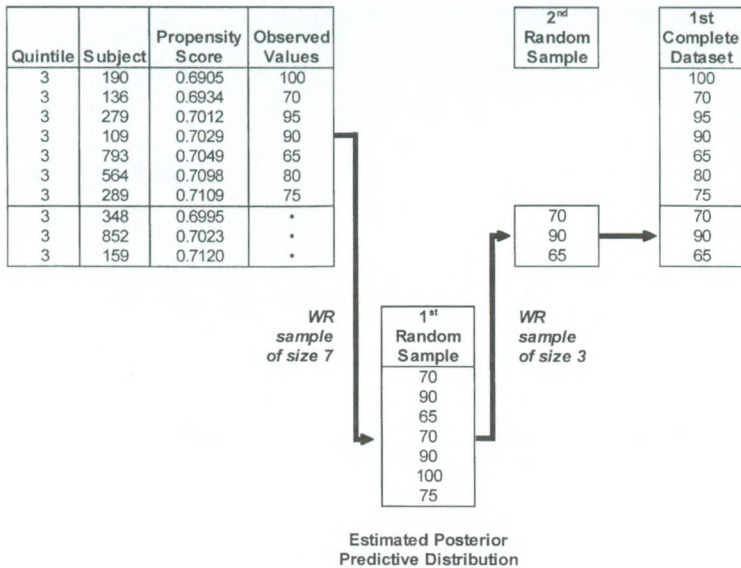 Quintile Subject Propensity Score Observed Values
3 190 0.6905 100
3 136 0.6934 70
3 279 0.7012 95
3 109 0.7029 90
3 793 0.7049 65
3 564 0.7098 80
3 289 0.7109 75
3 348 0.6995 •
3 852 0.7023 •
3 159 0.7120 •
WR
sample
of size 7
1st
Random
Sample
70
90
65
70
90
100
75
Estimated Posterior
Predictive Distribution
WR
sample
of size 3
2nd
Random
Sample
70
90
65
1st
Complete
Dataset
100
70
95
90
65
80
75
70
90
65